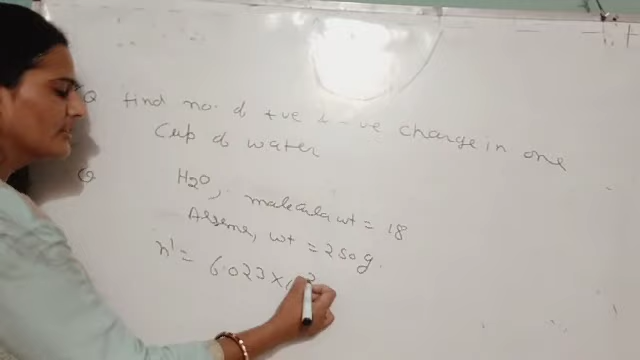 Q find no. of +ve & -ve charge in one
Cup of water
Q H₂O, molecula wt = 18
Assume, wt = 250 g.
n' = 6.023 ×